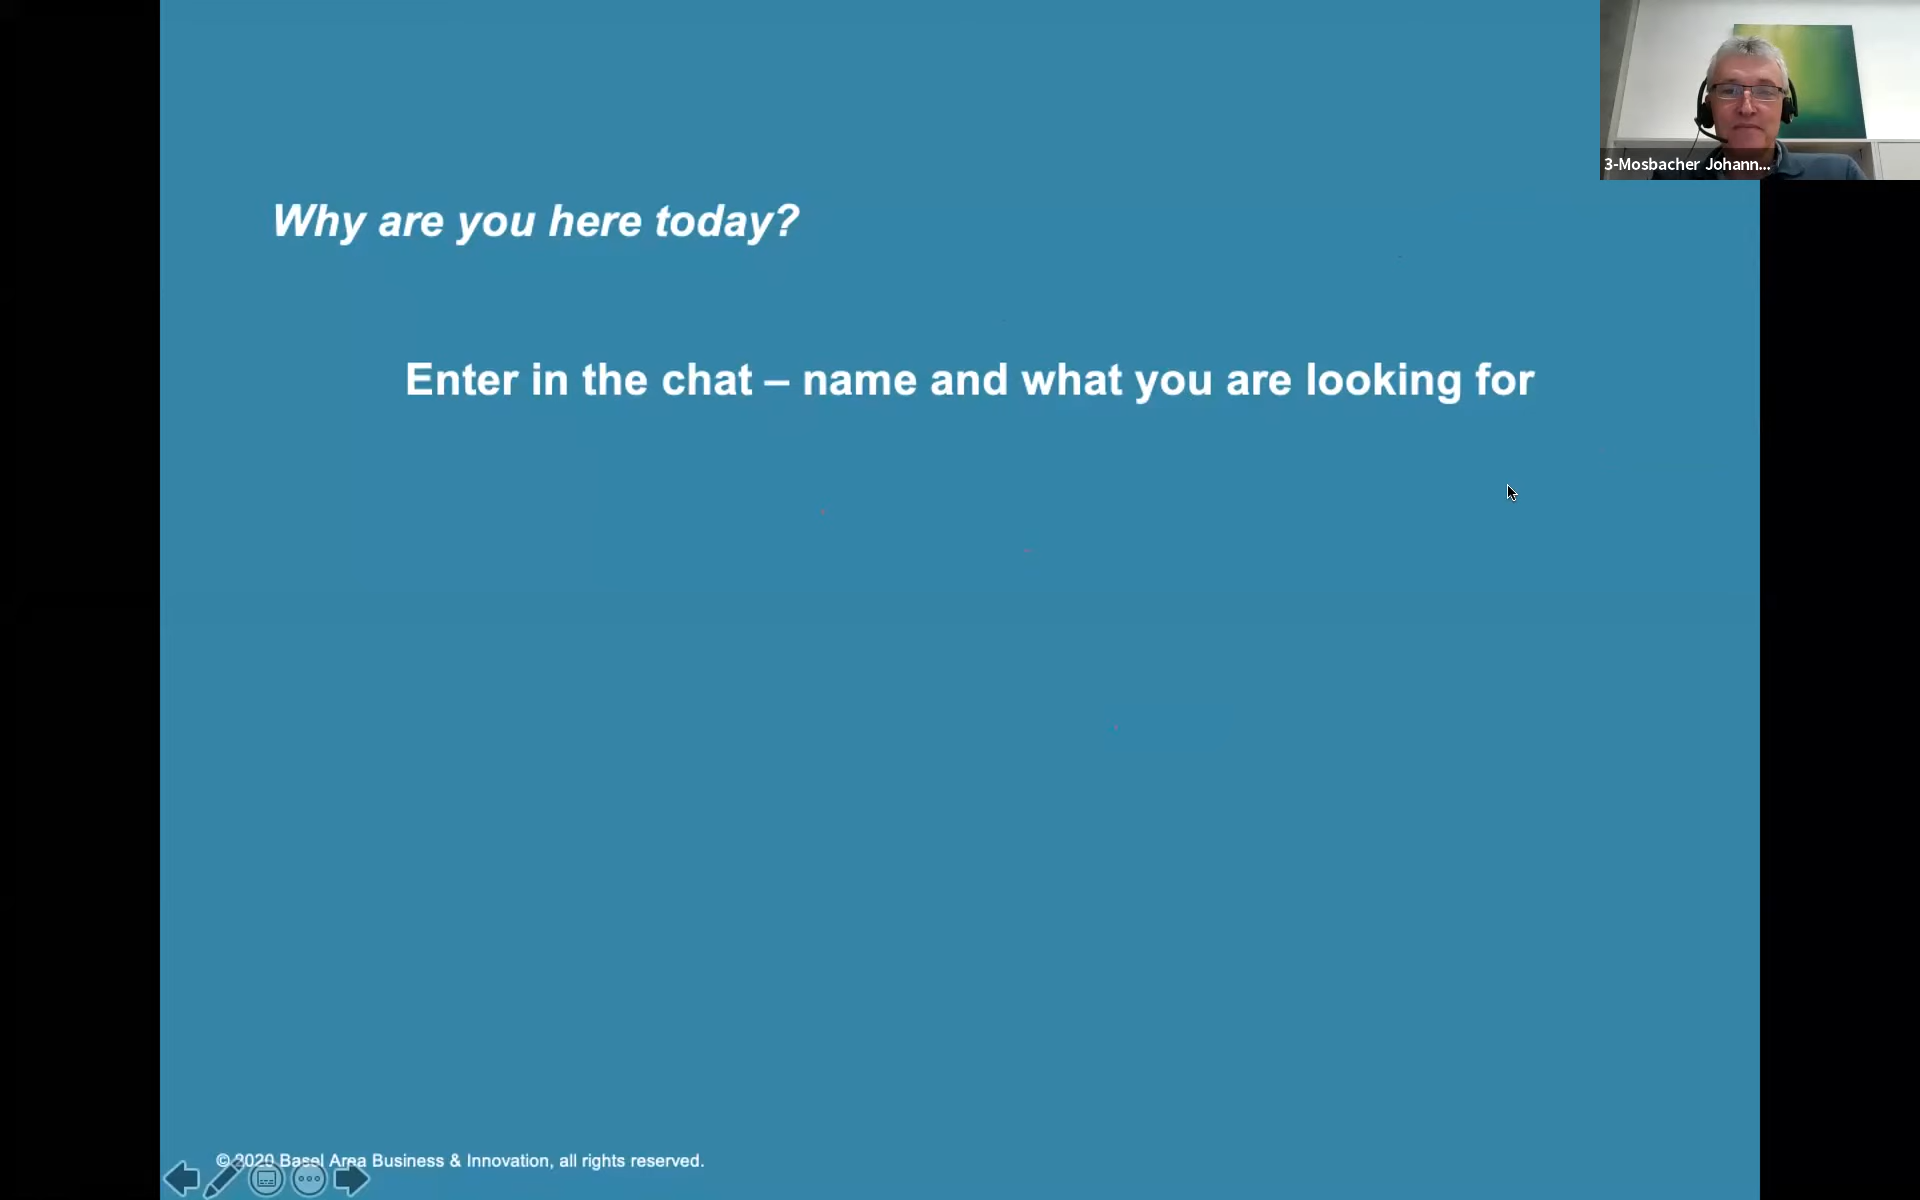 3-Mosbacher Johann...
Why are you here today?
Enter in the chat – name and what you are looking for
© 2020 Basel Area Business & Innovation, all rights reserved.